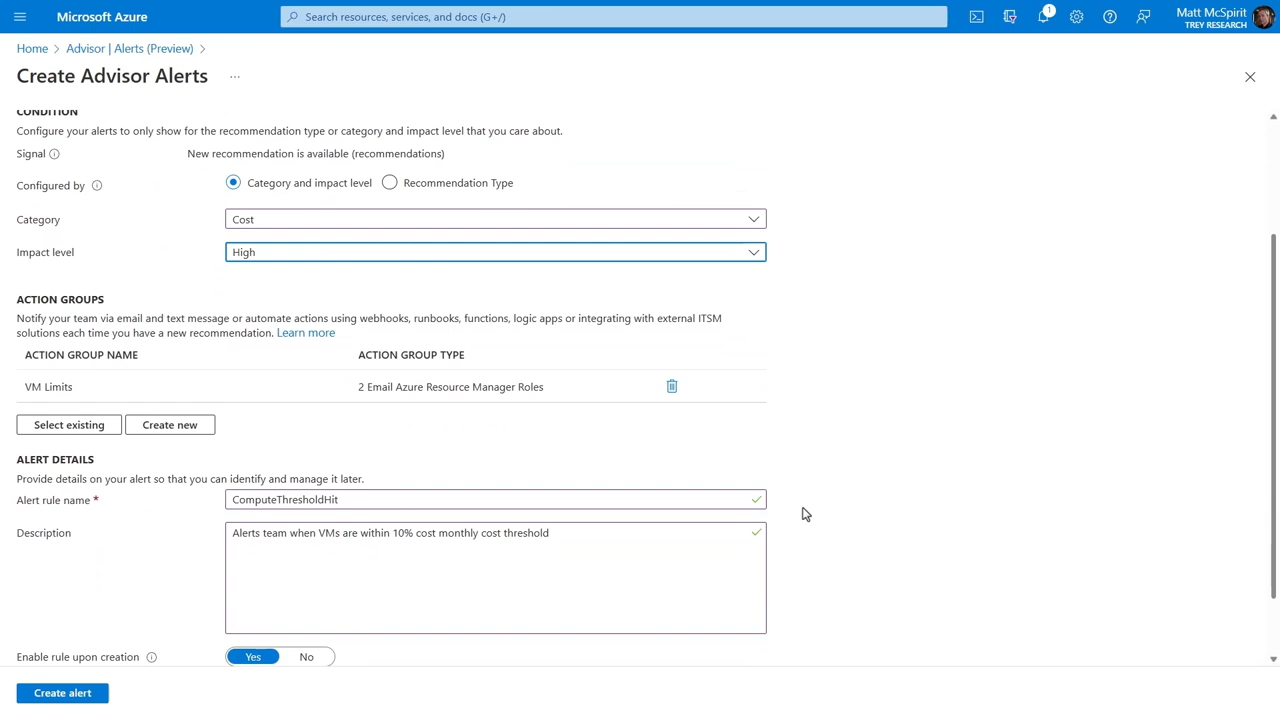 Microsoft Azure
Search resources, services, and docs (G+/)
1
Matt McSpirit
TREY RESEARCH
Home > Advisor | Alerts (Preview) >
Create Advisor Alerts ...
CONDITION
Configure your alerts to only show for the recommendation type or category and impact level that you care about.
Signal New recommendation is available (recommendations)
Configured by Category and impact level Recommendation Type
Category Cost
Impact level High
ACTION GROUPS
Notify your team via email and text message or automate actions using webhooks, runbooks, functions, logic apps or integrating with external ITSM
solutions each time you have a new recommendation. Learn more
ACTION GROUP NAME ACTION GROUP TYPE
VM Limits 2 Email Azure Resource Manager Roles
Select existing Create new
ALERT DETAILS
Provide details on your alert so that you can identify and manage it later.
Alert rule name * ComputeThresholdHit
Description Alerts team when VMs are within 10% cost monthly cost threshold
Enable rule upon creation Yes No
Create alert